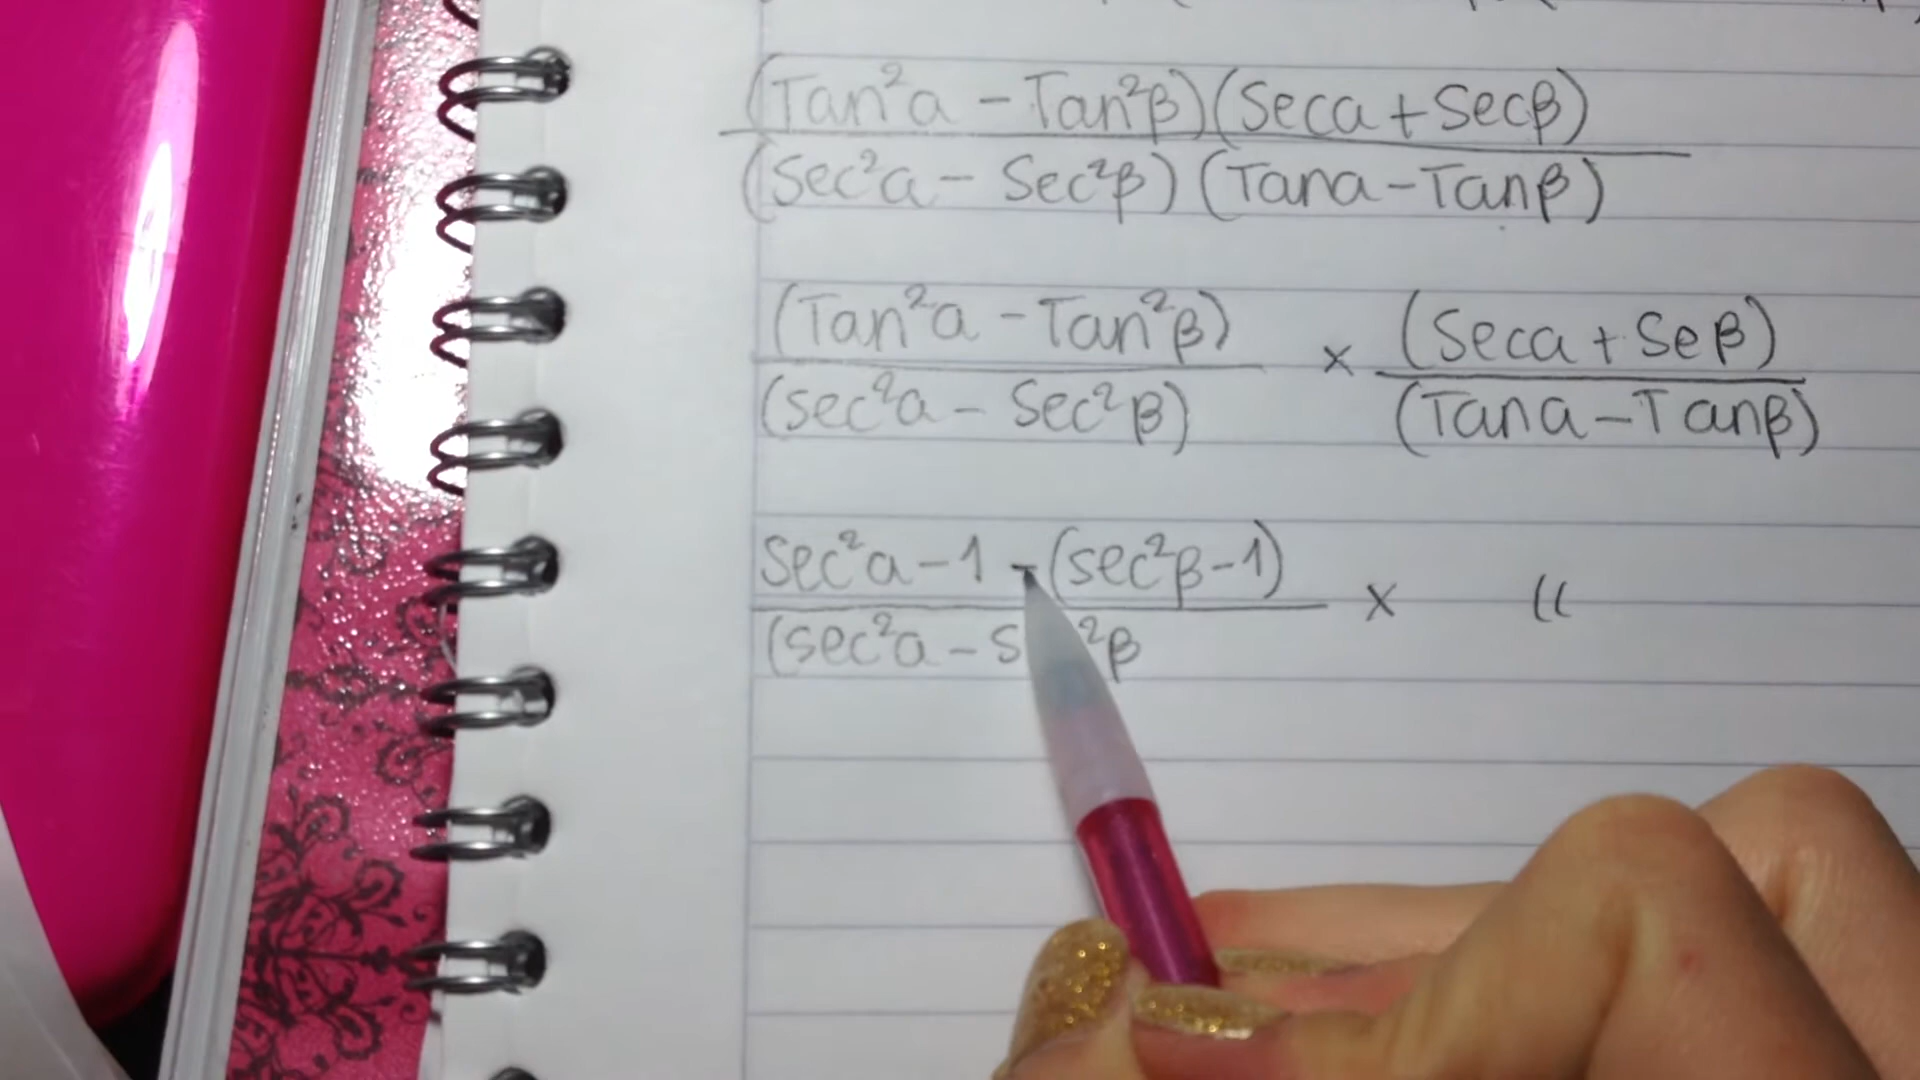 (Tan²a - Tan²β)(Seca + Secβ)
(Sec²a - Sec²β) (Tana - Tanβ)
(Tan²a - Tan²β) × (Seca + Seβ)
(sec²a - Sec²β) (Tana - Tanβ)
Sec²a - 1 - (sec²β - 1) × ((
(sec²a - S ²β